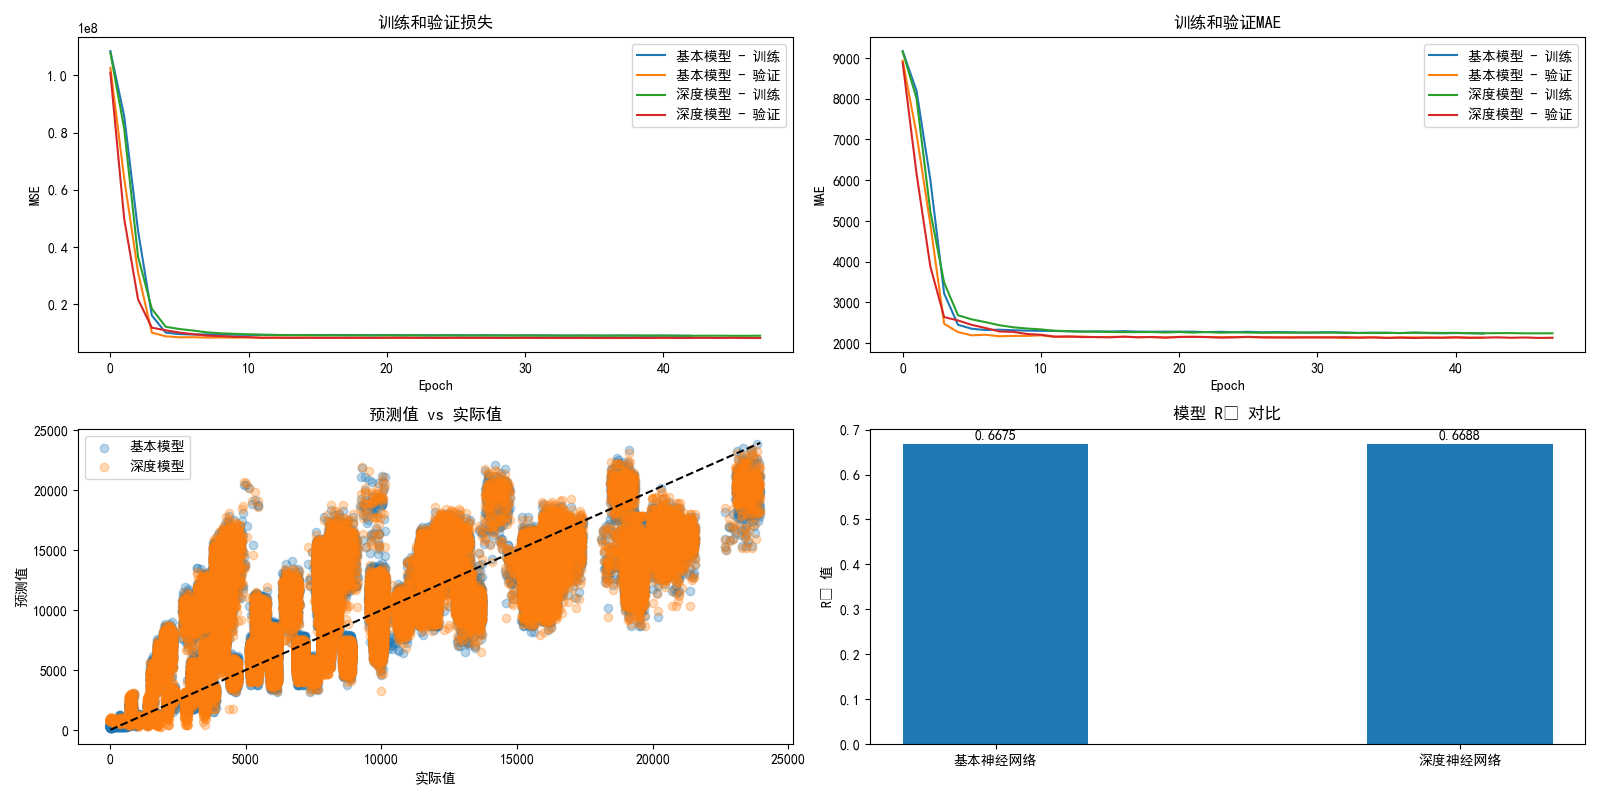 训练和验证损失
1e8
1.0
0.8
0.6
0.4
0.2
MSE
0
10
20
30
40
Epoch
基本模型 - 训练
基本模型 - 验证
深度模型 - 训练
深度模型 - 验证
训练和验证MAE
9000
8000
7000
6000
5000
4000
3000
2000
MAE
0
10
20
30
40
Epoch
基本模型 - 训练
基本模型 - 验证
深度模型 - 训练
深度模型 - 验证
预测值 vs 实际值
25000
20000
15000
10000
5000
0
预测值
0
5000
10000
15000
20000
25000
实际值
基本模型
深度模型
模型 R□ 对比
0.7
0.6
0.5
0.4
0.3
0.2
0.1
0.0
R□ 值
0.6675
0.6688
基本神经网络
深度神经网络